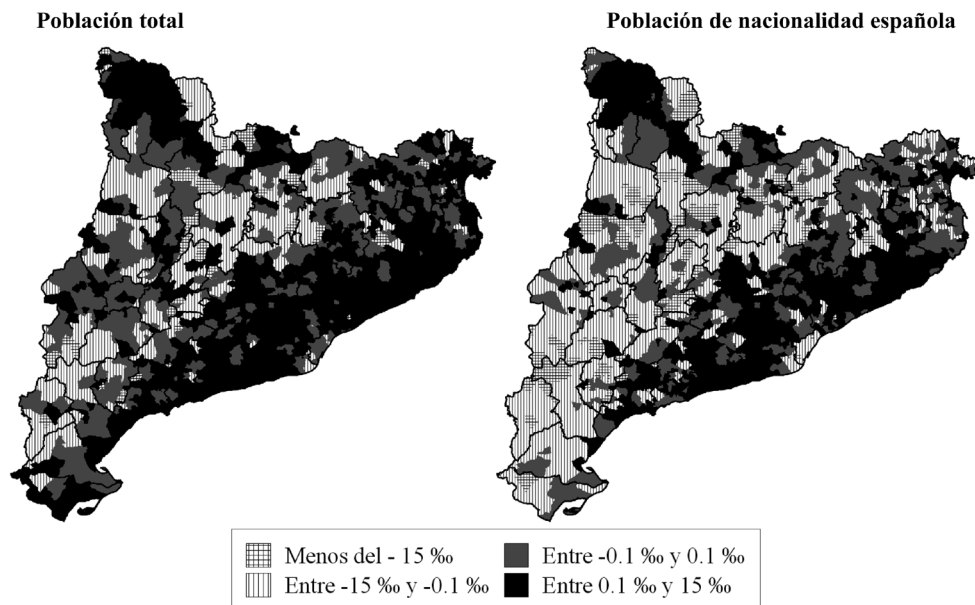 Población total
Población de nacionalidad española
Menos del - 15 ‰
Entre -0.1 ‰ y 0.1 ‰
Entre -15 ‰ y -0.1 ‰
Entre 0.1 ‰ y 15 ‰